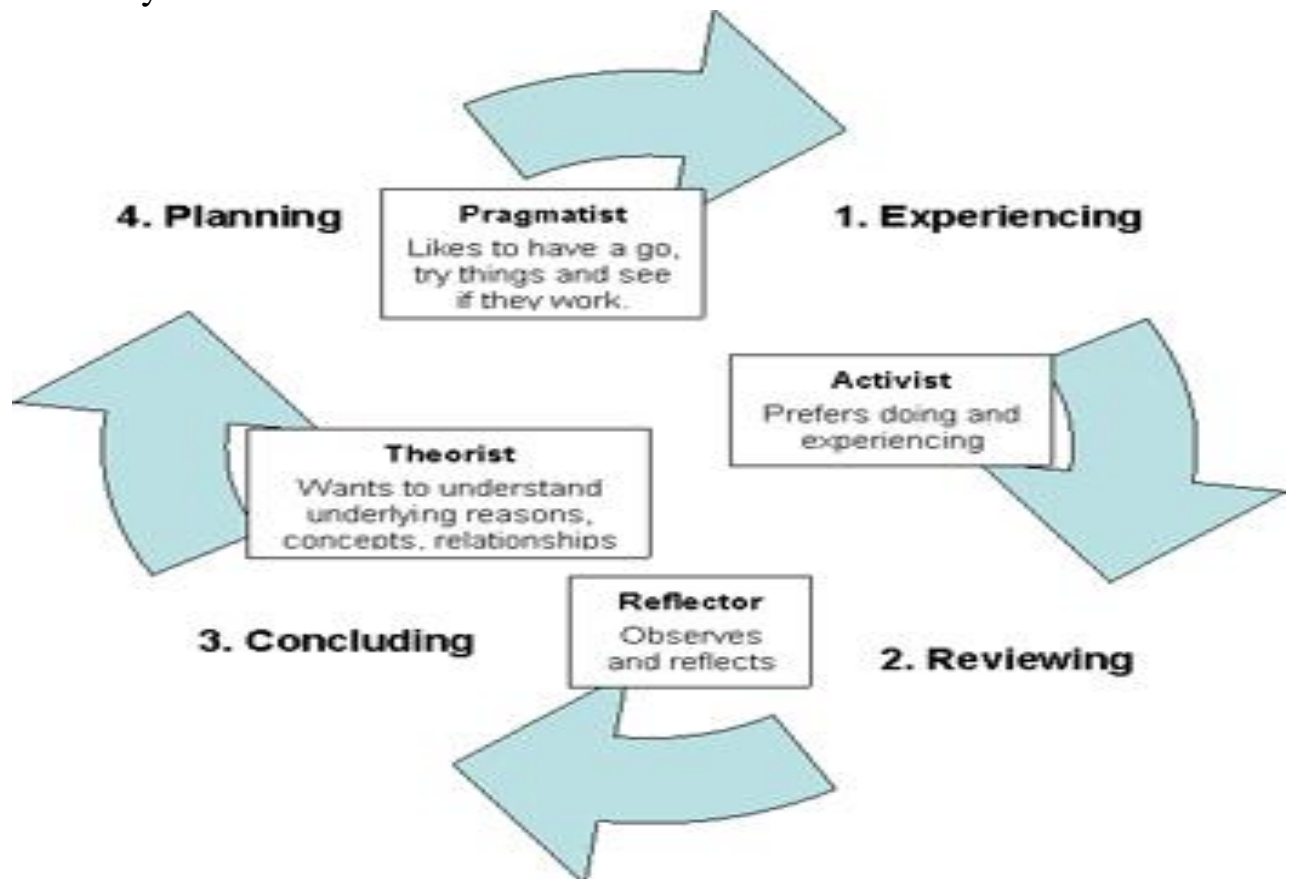 4. Planning
Pragmatist
Likes to have a go,
try things and see
if they work.
1. Experiencing
Activist
Prefers doing and
experiencing
Theorist
Wants to understand
underlying reasons,
concepts, relationships
Reflector
Observes
and reflects
3. Concluding
2. Reviewing